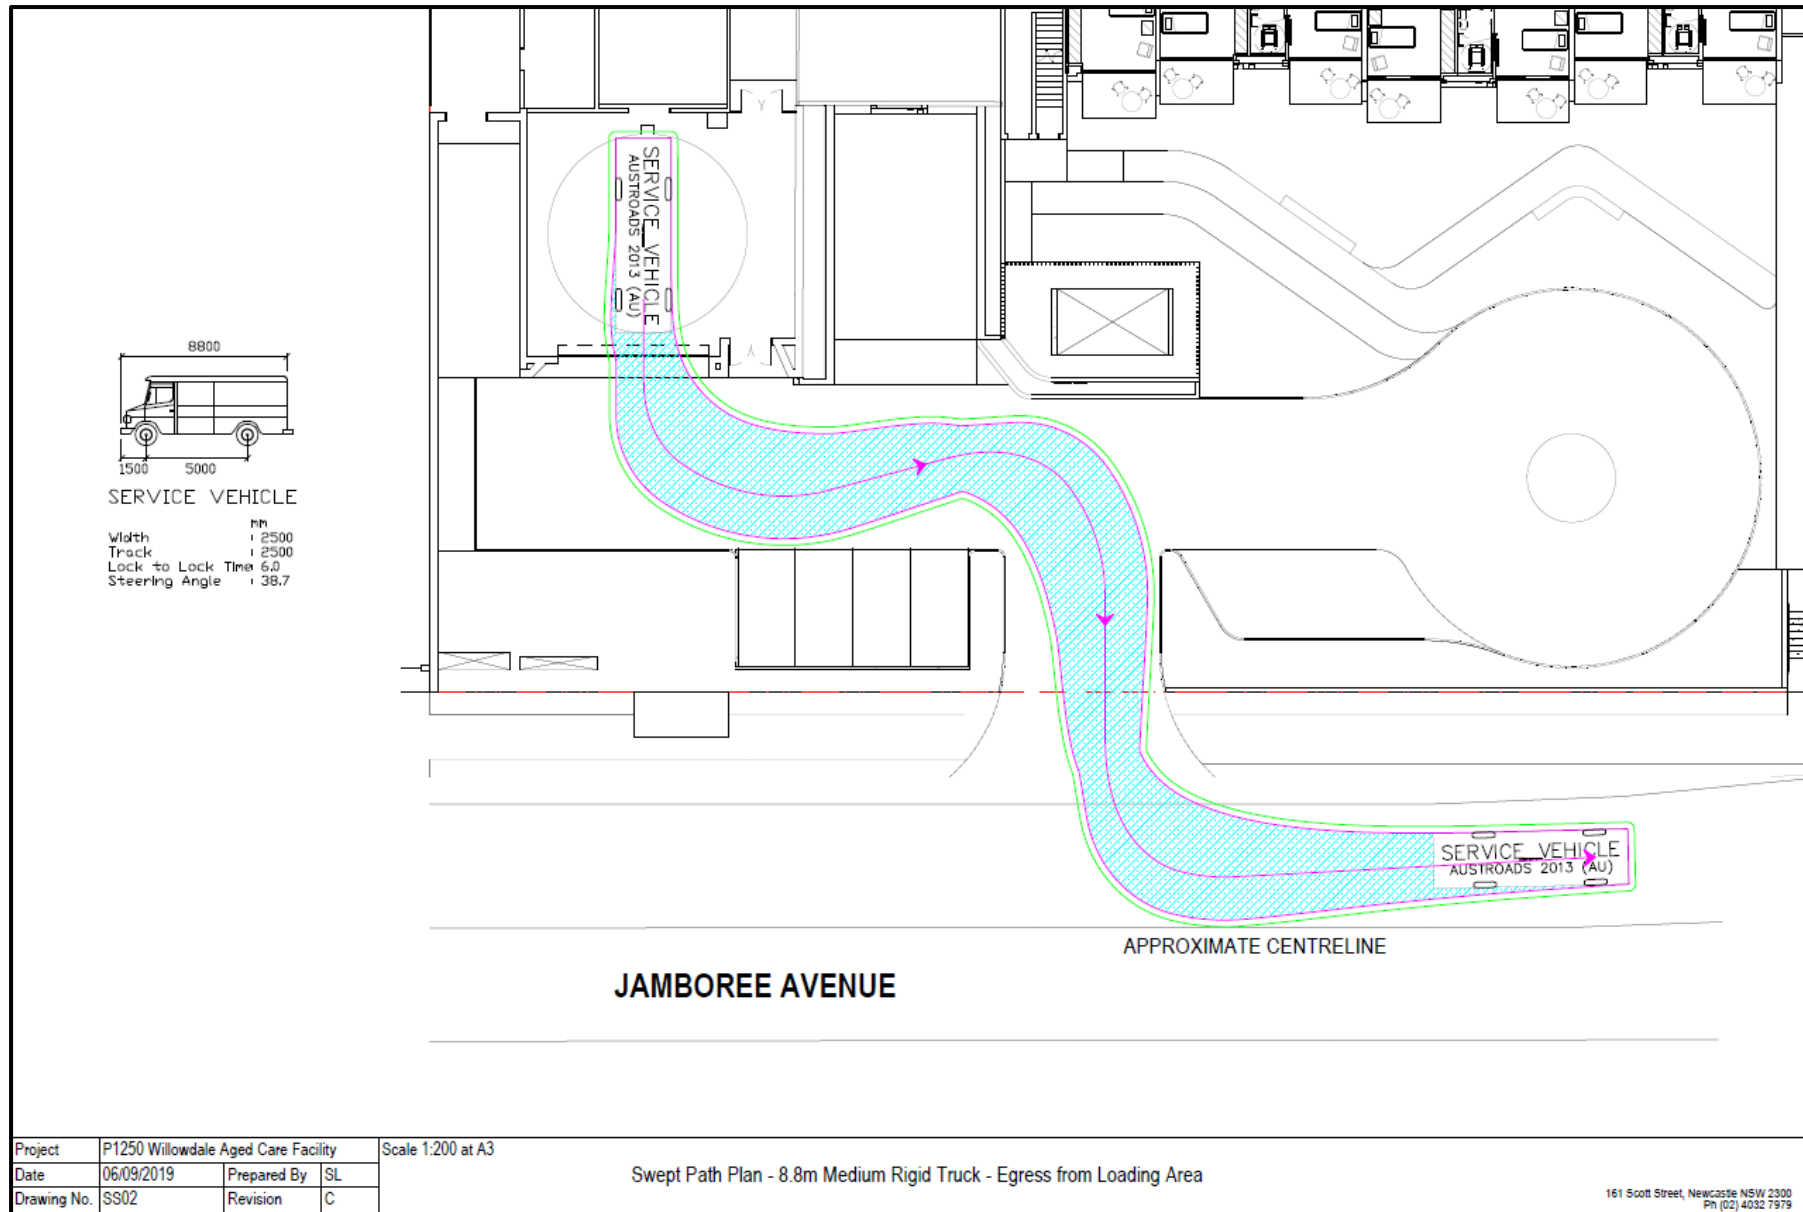 SERVICE_VEHICLE
AUSTROADS 2013 (AU)
8800
1500
5000
SERVICE VEHICLE
mm
Width : 2500
Track : 2500
Lock to Lock Time : 6.0
Steering Angle : 38.7
SERVICE_VEHICLE
AUSTROADS 2013 (AU)
APPROXIMATE CENTRELINE
JAMBOREE AVENUE
Project P1250 Willowdale Aged Care Facility Scale 1:200 at A3
Date 06/09/2019 Prepared By SL
Drawing No. SS02 Revision C
Swept Path Plan - 8.8m Medium Rigid Truck - Egress from Loading Area
161 Scott Street, Newcastle NSW 2300
Ph (02) 4032 7979